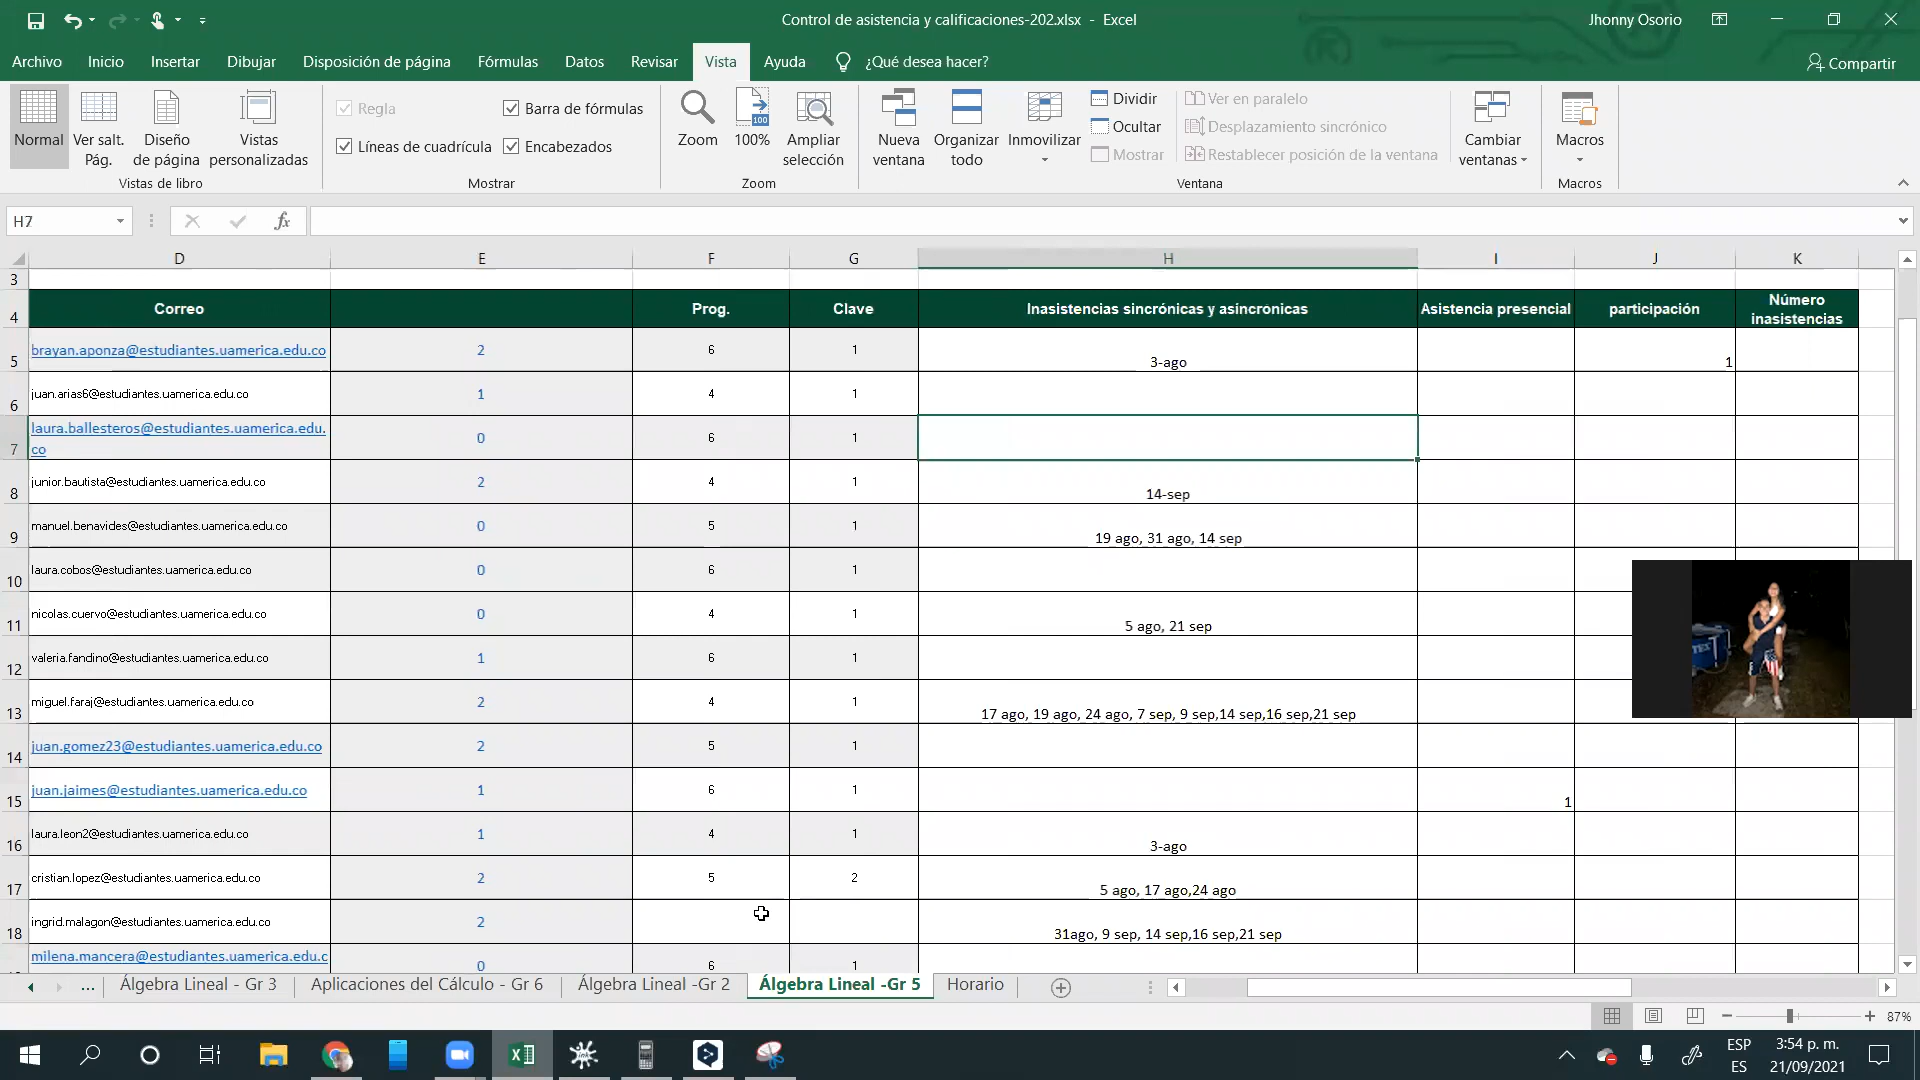 Control de asistencia y calificaciones-202.xlsx - Excel
Jhonny Osorio
Archivo Inicio Insertar Dibujar Disposición de página Fórmulas Datos Revisar Vista Ayuda ¿Qué desea hacer? Compartir
Normal
Ver salt. Pág.
Diseño de página
Vistas personalizadas
Vistas de libro
Regla
Barra de fórmulas
Líneas de cuadrícula
Encabezados
Mostrar
Zoom
100
100%
Ampliar selección
Zoom
Nueva ventana
Organizar todo
Inmovilizar
Dividir
Ocultar
Mostrar
Ver en paralelo
Desplazamiento sincrónico
Restablecer posición de la ventana
Ventana
Cambiar ventanas
Macros
Macros
H7
fx
D E F G H I J K
3
4 Correo Prog. Clave Inasistencias sincrónicas y asincronicas Asistencia presencial participación Número inasistencias
5 brayan.aponza@estudiantes.uamerica.edu.co 2 6 1 3-ago 1
6 juan.arias6@estudiantes.uamerica.edu.co 1 4 1
7 laura.ballesteros@estudiantes.uamerica.edu.co 0 6 1
8 junior.bautista@estudiantes.uamerica.edu.co 2 4 1 14-sep
9 manuel.benavides@estudiantes.uamerica.edu.co 0 5 1 19 ago, 31 ago, 14 sep
10 laura.cobos@estudiantes.uamerica.edu.co 0 6 1
11 nicolas.cuervo@estudiantes.uamerica.edu.co 0 4 1 5 ago, 21 sep
12 valeria.fandino@estudiantes.uamerica.edu.co 1 6 1
13 miguel.faraj@estudiantes.uamerica.edu.co 2 4 1 17 ago, 19 ago, 24 ago, 7 sep, 9 sep,14 sep,16 sep,21 sep
14 juan.gomez23@estudiantes.uamerica.edu.co 2 5 1
15 juan.jaimes@estudiantes.uamerica.edu.co 1 6 1 1
16 laura.leon2@estudiantes.uamerica.edu.co 1 4 1 3-ago
17 cristian.lopez@estudiantes.uamerica.edu.co 2 5 2 5 ago, 17 ago,24 ago
18 ingrid.malagon@estudiantes.uamerica.edu.co 2 31ago, 9 sep, 14 sep,16 sep,21 sep
milena.mancera@estudiantes.uamerica.edu.c 0 6 1
... Álgebra Lineal - Gr 3 Aplicaciones del Cálculo - Gr 6 Álgebra Lineal -Gr 2 Álgebra Lineal -Gr 5 Horario
87%
ESP
ES
3:54 p. m.
21/09/2021